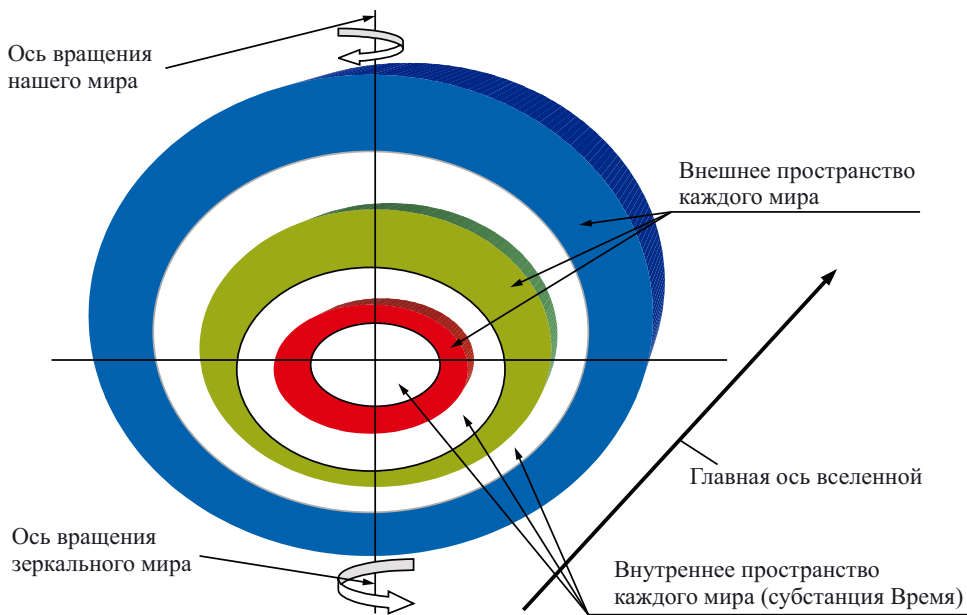 Ось вращения
нашего мира
Внешнее пространство
каждого мира
Главная ось вселенной
Ось вращения
зеркального мира
Внутреннее пространство
каждого мира (субстанция Время)